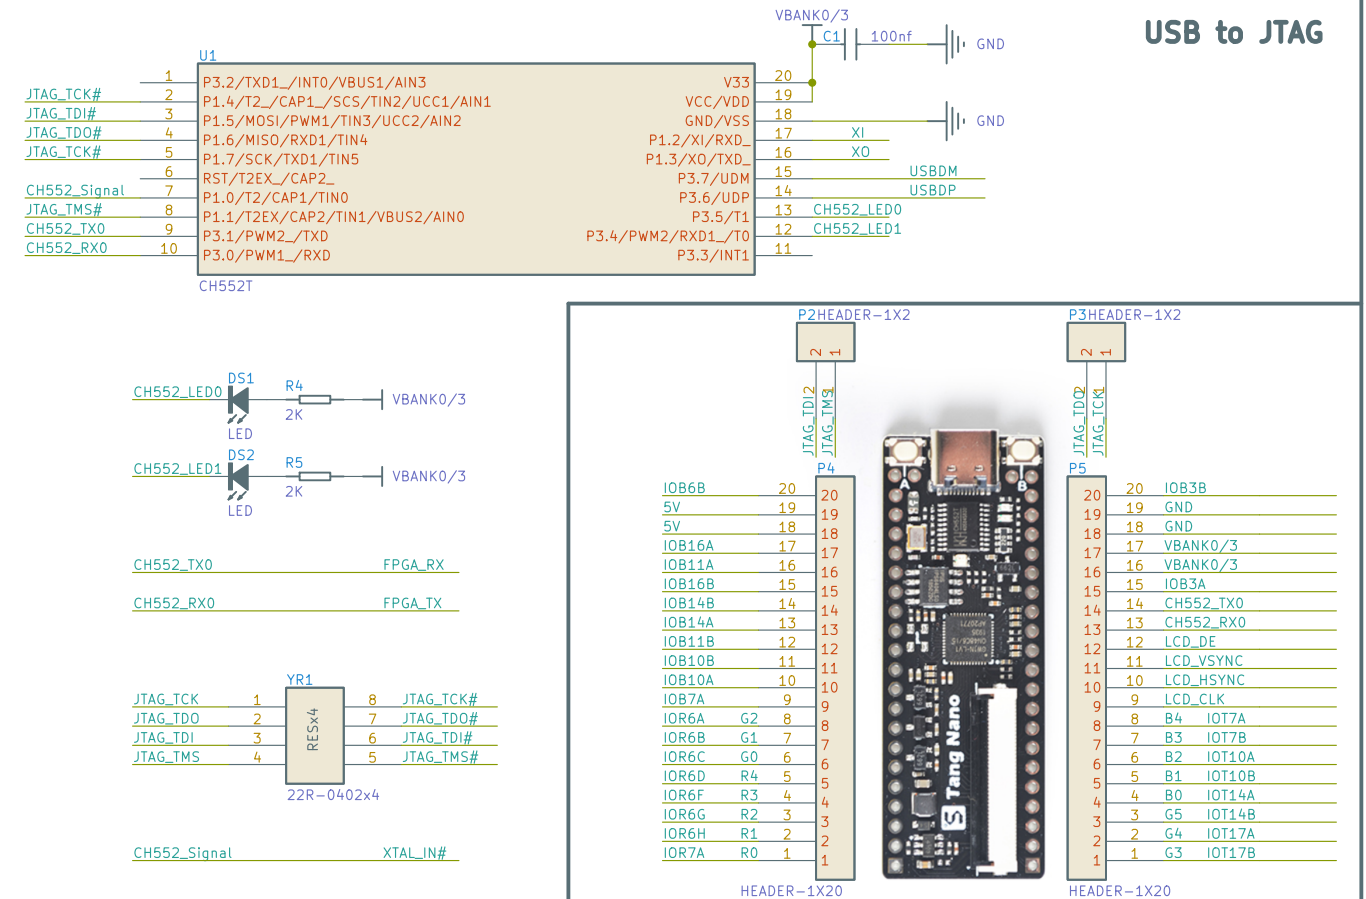 USB to JTAG
VBANK0/3
C1 100nf GND
U1
1 P3.2/TXD1_/INT0/VBUS1/AIN3 V33 20
JTAG_TCK# 2 P1.4/T2_/CAP1_/SCS/TIN2/UCC1/AIN1 VCC/VDD 19
JTAG_TDI# 3 P1.5/MOSI/PWM1/TIN3/UCC2/AIN2 GND/VSS 18 GND
JTAG_TDO# 4 P1.6/MISO/RXD1/TIN4 P1.2/XI/RXD_ 17 XI
JTAG_TCK# 5 P1.7/SCK/TXD1/TIN5 P1.3/XO/TXD_ 16 XO
6 RST/T2EX_/CAP2_ P3.7/UDM 15 USBDM
CH552_Signal 7 P1.0/T2/CAP1/TIN0 P3.6/UDP 14 USBDP
JTAG_TMS# 8 P1.1/T2EX/CAP2/TIN1/VBUS2/AIN0 P3.5/T1 13 CH552_LED0
CH552_TX0 9 P3.1/PWM2_/TXD P3.4/PWM2/RXD1_/T0 12 CH552_LED1
CH552_RX0 10 P3.0/PWM1_/RXD P3.3/INT1 11
CH552T
DS1
CH552_LED0 R4 VBANK0/3
2K
LED
DS2
CH552_LED1 R5 VBANK0/3
2K
LED
CH552_TX0 FPGA_RX
CH552_RX0 FPGA_TX
YR1
JTAG_TCK 1 8 JTAG_TCK#
JTAG_TDO 2 7 JTAG_TDO#
JTAG_TDI 3 6 JTAG_TDI#
JTAG_TMS 4 5 JTAG_TMS#
RESx4
22R-0402x4
CH552_Signal XTAL_IN#
P2 HEADER-1X2
2 1
JTAG_TDI 2
JTAG_TMS 1
P3 HEADER-1X2
2 1
JTAG_TDO 2
JTAG_TCK 1
P4
IOB6B 20 20
5V 19 19
5V 18 18
IOB16A 17 17
IOB11A 16 16
IOB16B 15 15
IOB14B 14 14
IOB14A 13 13
IOB11B 12 12
IOB10B 11 11
IOB10A 10 10
IOB7A 9 9
IOR6A G2 8 8
IOR6B G1 7 7
IOR6C G0 6 6
IOR6D R4 5 5
IOR6F R3 4 4
IOR6G R2 3 3
IOR6H R1 2 2
IOR7A R0 1 1
HEADER-1X20
A B
S Tang Nano
P5
20 20 IOB3B
19 19 GND
18 18 GND
17 17 VBANK0/3
16 16 VBANK0/3
15 15 IOB3A
14 14 CH552_TX0
13 13 CH552_RX0
12 12 LCD_DE
11 11 LCD_VSYNC
10 10 LCD_HSYNC
9 9 LCD_CLK
8 8 B4 IOT7A
7 7 B3 IOT7B
6 6 B2 IOT10A
5 5 B1 IOT10B
4 4 B0 IOT14A
3 3 G5 IOT14B
2 2 G4 IOT17A
1 1 G3 IOT17B
HEADER-1X20